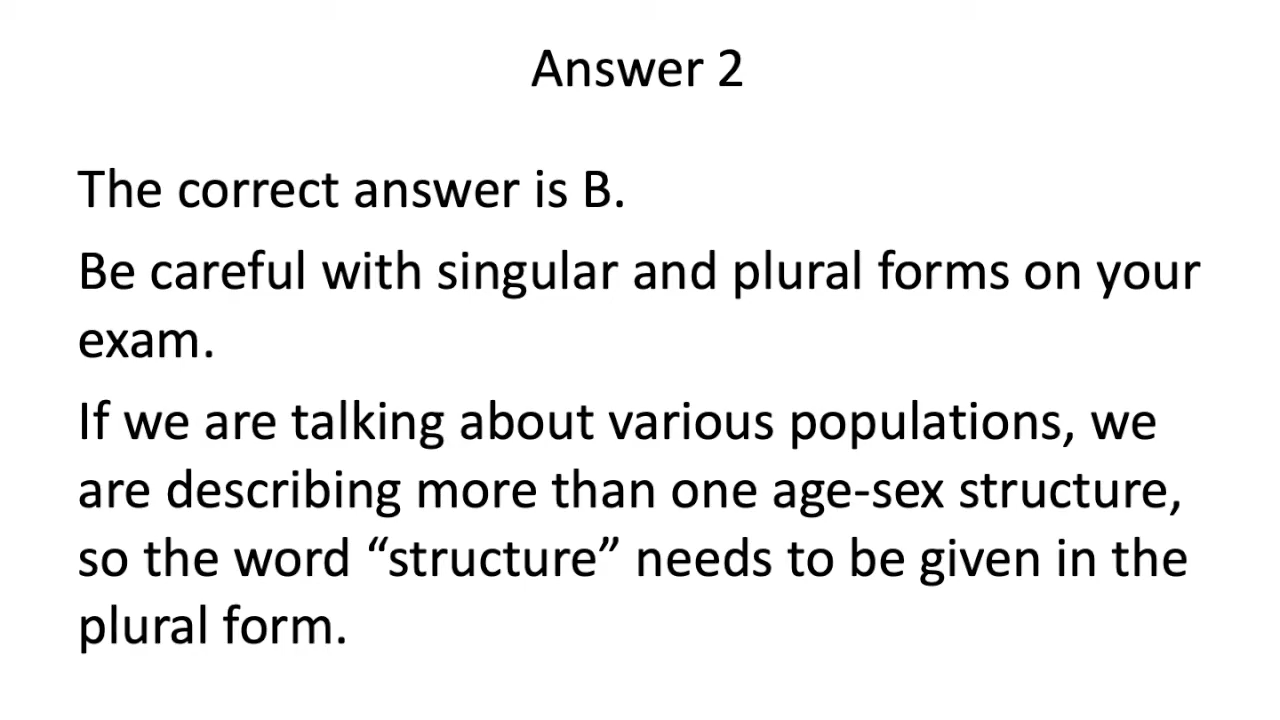 Answer 2
The correct answer is B.
Be careful with singular and plural forms on your
exam.
If we are talking about various populations, we
are describing more than one age-sex structure,
so the word “structure” needs to be given in the
plural form.